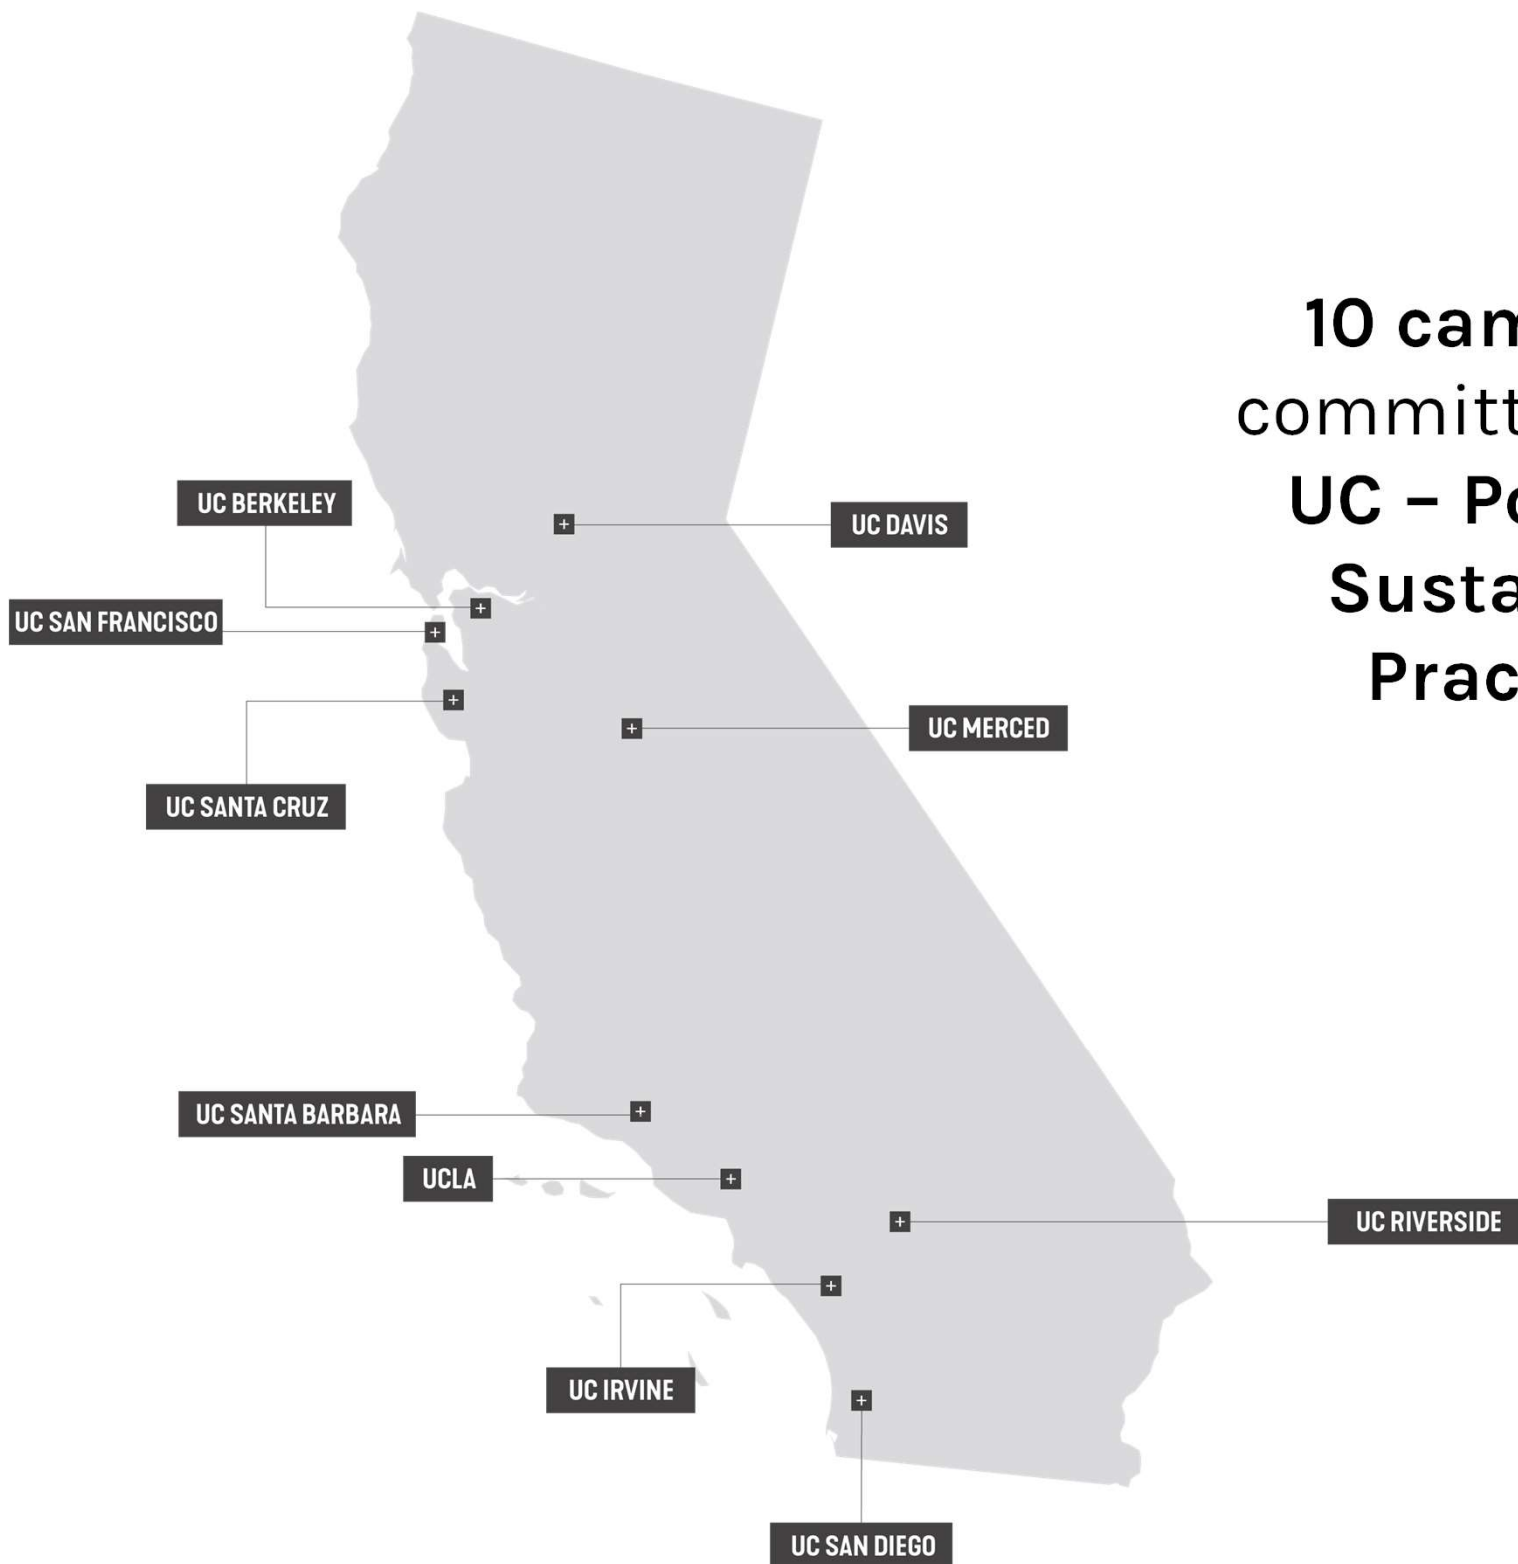 10 cam
committ
UC – Po
Susta
Prac
UC BERKELEY
UC DAVIS
UC SAN FRANCISCO
UC MERCED
UC SANTA CRUZ
UC SANTA BARBARA
UCLA
UC RIVERSIDE
UC IRVINE
UC SAN DIEGO